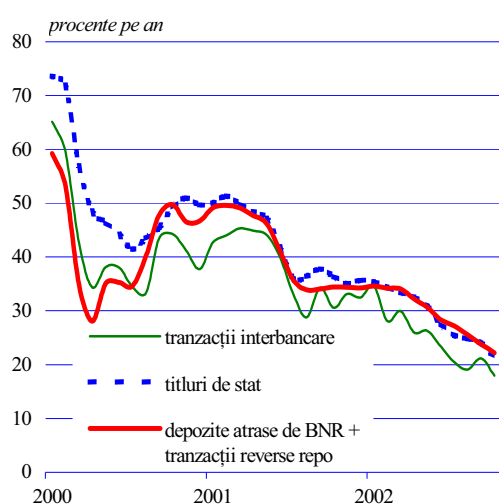 procente pe an
80
70
60
50
40
30
20
10
0
tranzacții interbancare
titluri de stat
depozite atrase de BNR +
tranzacții reverse repo
2000
2001
2002